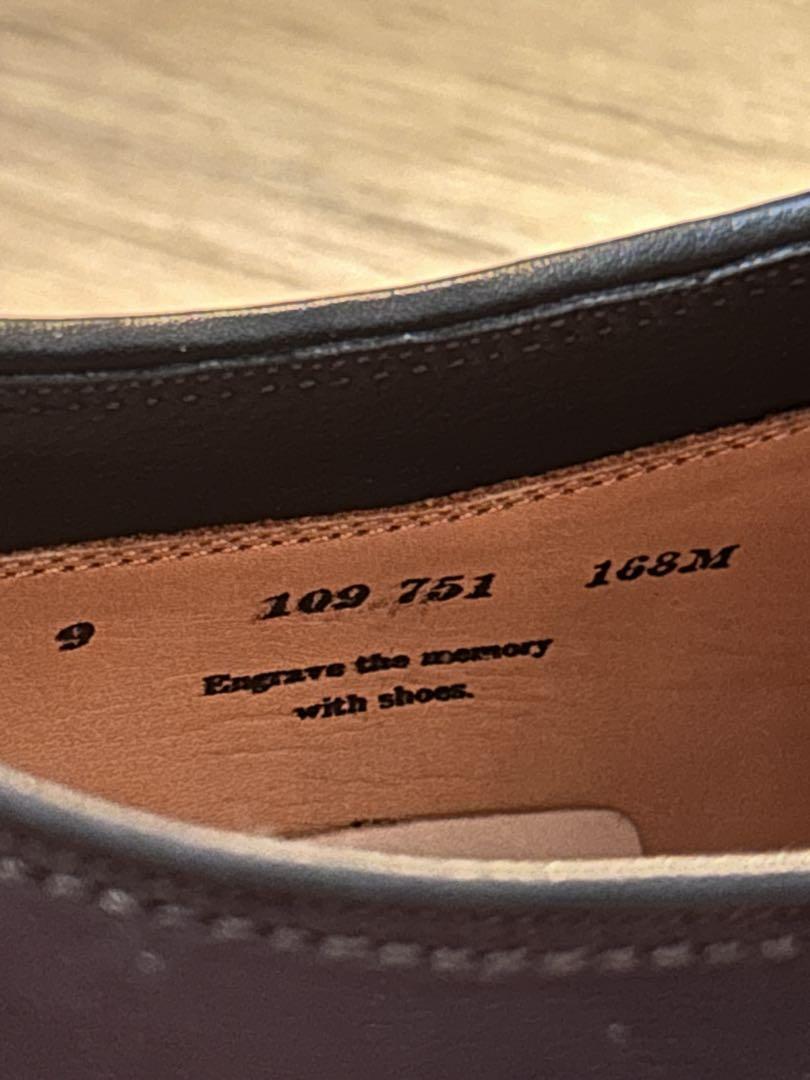 9 109 751 168M
Engrave the memory
with shoes.